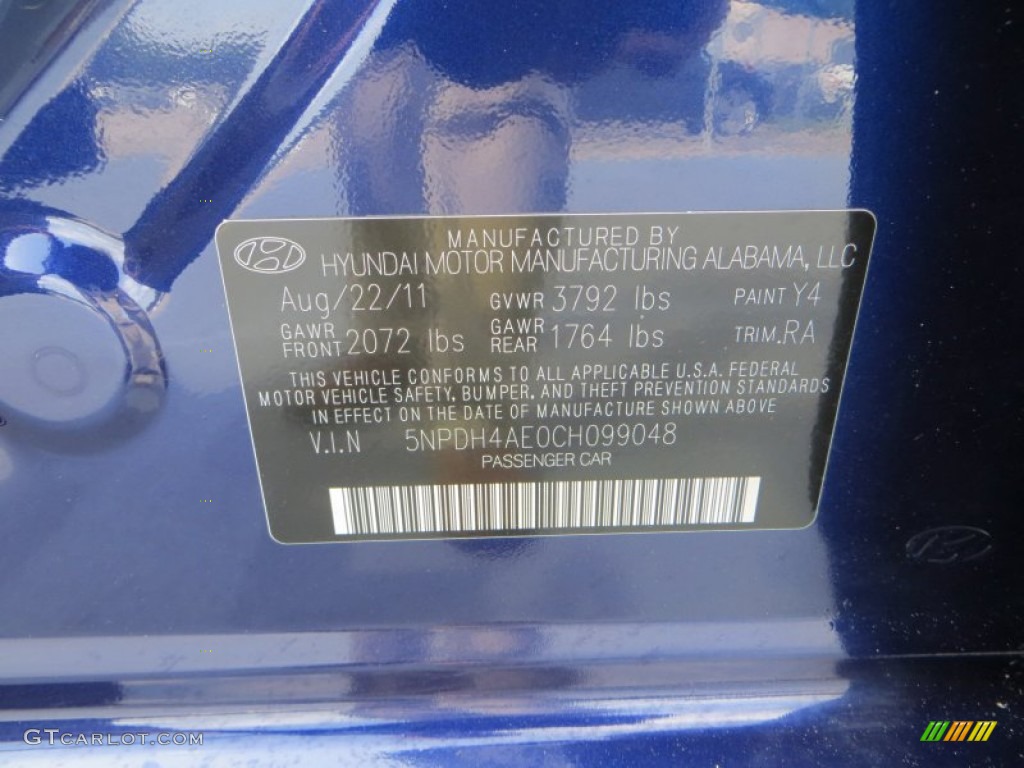 MANUFACTURED BY
HYUNDAI MOTOR MANUFACTURING ALABAMA, LLC
Aug/22/11 GVWR 3792 lbs PAINT Y4
GAWR FRONT 2072 lbs GAWR REAR 1764 lbs TRIM.RA
THIS VEHICLE CONFORMS TO ALL APPLICABLE U.S.A. FEDERAL
MOTOR VEHICLE SAFETY, BUMPER, AND THEFT PREVENTION STANDARDS
IN EFFECT ON THE DATE OF MANUFACTURE SHOWN ABOVE
V.I.N 5NPDH4AE0CH099048
PASSENGER CAR
GTCARLOT.COM